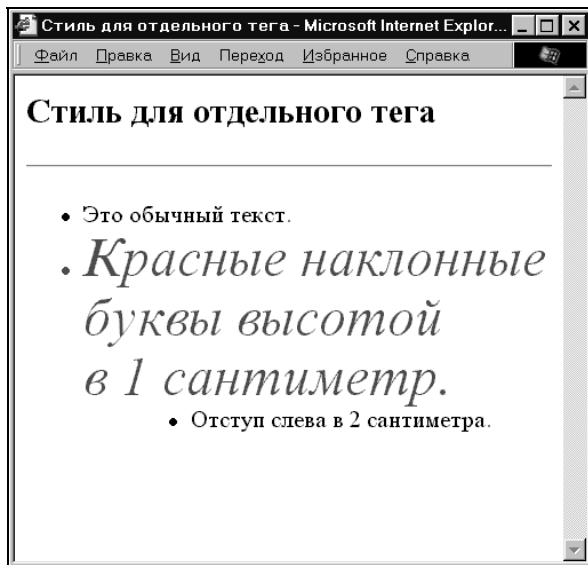 Стиль для отдельного тега - Microsoft Internet Explor...
Файл Правка Вид Переход Избранное Справка
Стиль для отдельного тега
• Это обычный текст.
• Красные наклонные
буквы высотой
в 1 сантиметр.
• Отступ слева в 2 сантиметра.